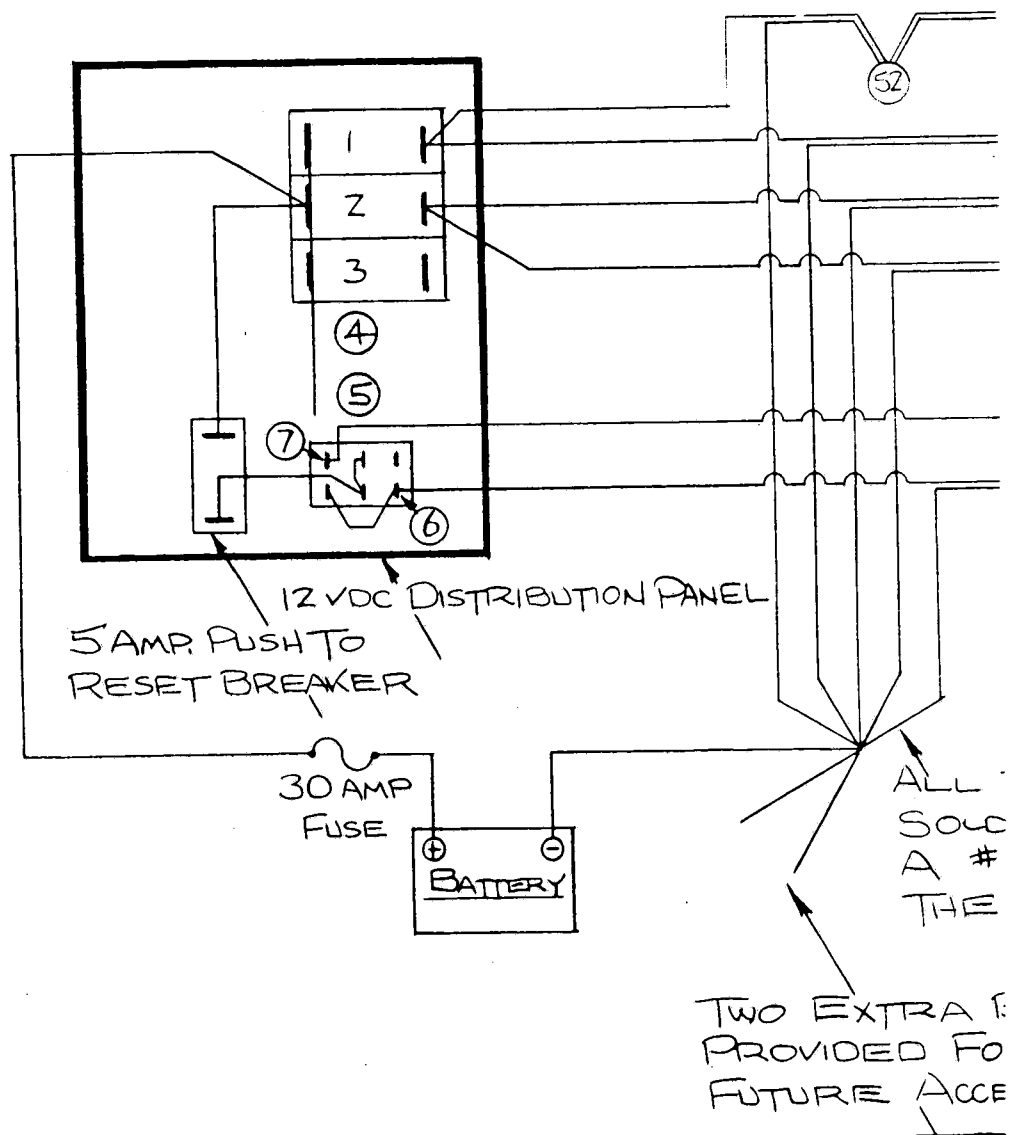 52
1
2
3
4
5
7
6
12 VDC DISTRIBUTION PANEL
5 AMP. PUSH TO
RESET BREAKER
30 AMP
FUSE
+
-
BATTERY
ALL
SOLD
A #
THE
TWO EXTRA
PROVIDED FO
FUTURE ACCE